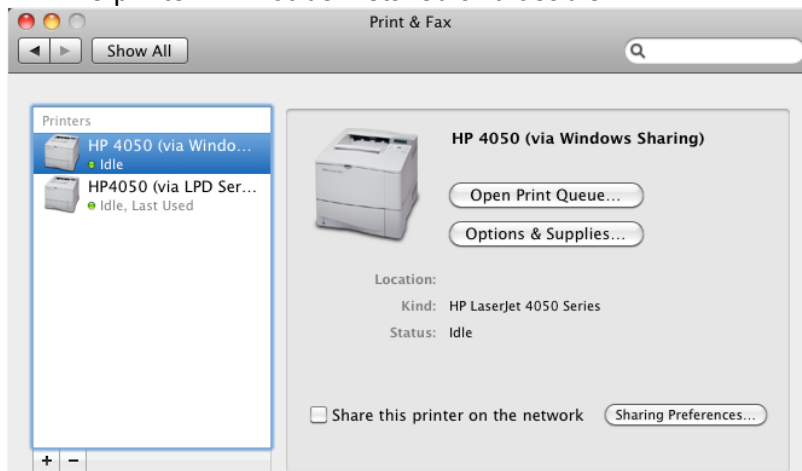 Print & Fax
Show All
Printers
HP 4050 (via Windo...
Idle
HP4050 (via LPD Ser...
Idle, Last Used
HP 4050 (via Windows Sharing)
Open Print Queue...
Options & Supplies...
Location:
Kind: HP LaserJet 4050 Series
Status: Idle
Share this printer on the network
Sharing Preferences...
+ −